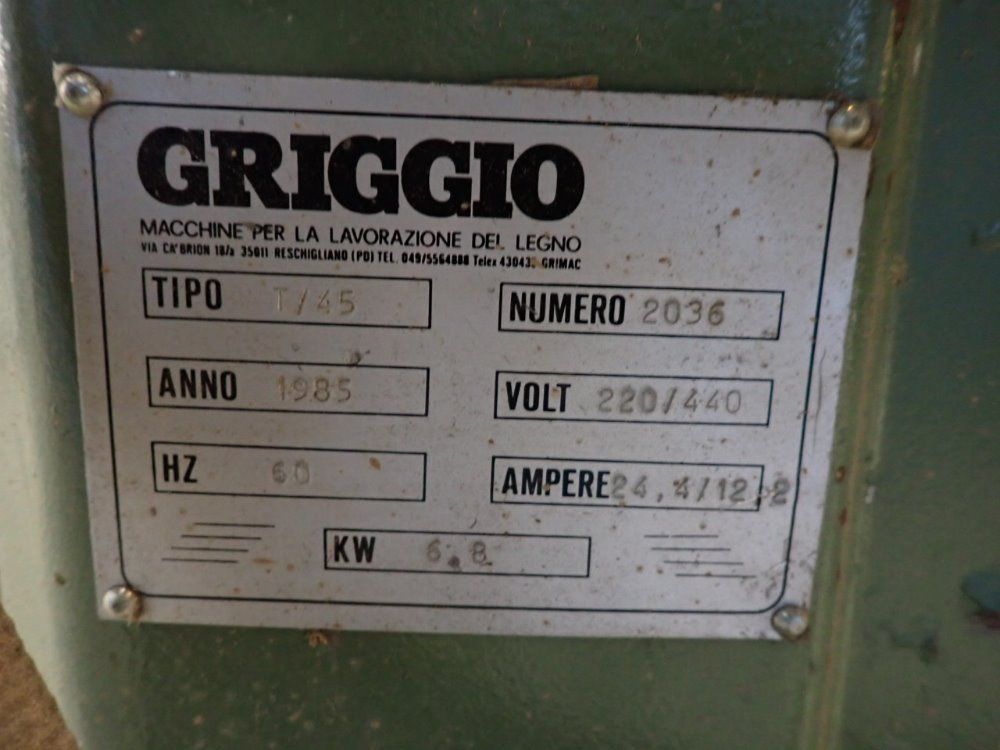 GRIGGIO
MACCHINE PER LA LAVORAZIONE DEL LEGNO
VIA CA'BRION 18/a 35011 RESCHIGLIANO (PD) TEL. 049/5564888 Telex 43043. GRIMAC
TIPO T/45
NUMERO 2036
ANNO 1985
VOLT 220/440
HZ 60
AMPERE 24,4/12,2
KW 6,8